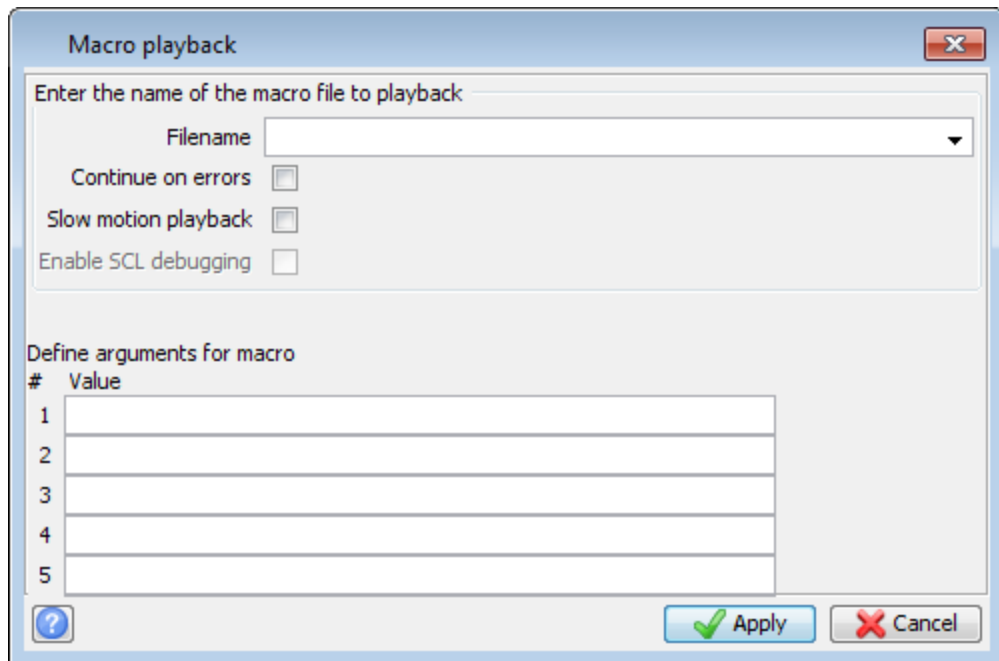 Macro playback
Enter the name of the macro file to playback
Filename
Continue on errors
Slow motion playback
Enable SCL debugging
Define arguments for macro
# Value
1
2
3
4
5
? Apply Cancel